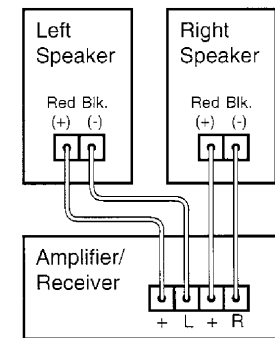 Left
Speaker
Red Blk.
(+) (-)
Right
Speaker
Red Blk.
(+) (-)
Amplifier/
Receiver
+ L + R